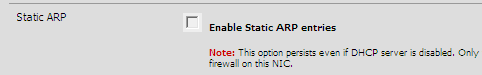 Static ARP
Enable Static ARP entries
Note: This option persists even if DHCP server is disabled. Only
firewall on this NIC.